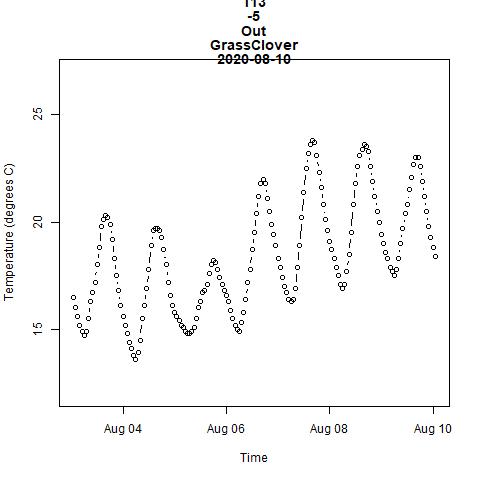 113
-5
Out
GrassClover
2020-08-10
Temperature (degrees C)
25
20
15
Aug 04
Aug 06
Aug 08
Aug 10
Time